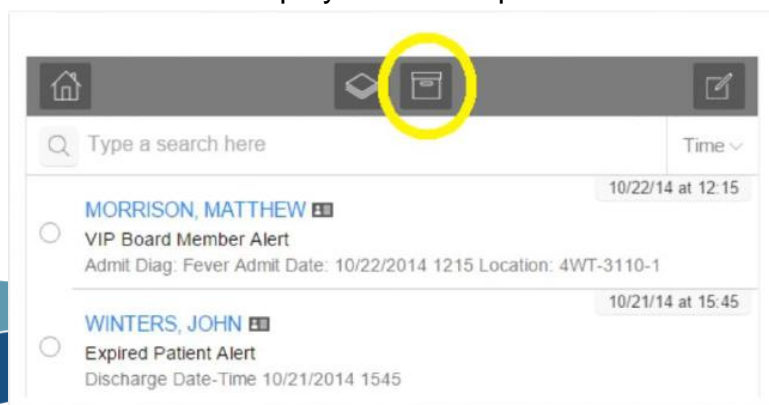 Type a search here
Time
10/22/14 at 12:15
MORRISON, MATTHEW
VIP Board Member Alert
Admit Diag: Fever Admit Date: 10/22/2014 1215 Location: 4WT-3110-1
10/21/14 at 15:45
WINTERS, JOHN
Expired Patient Alert
Discharge Date-Time 10/21/2014 1545